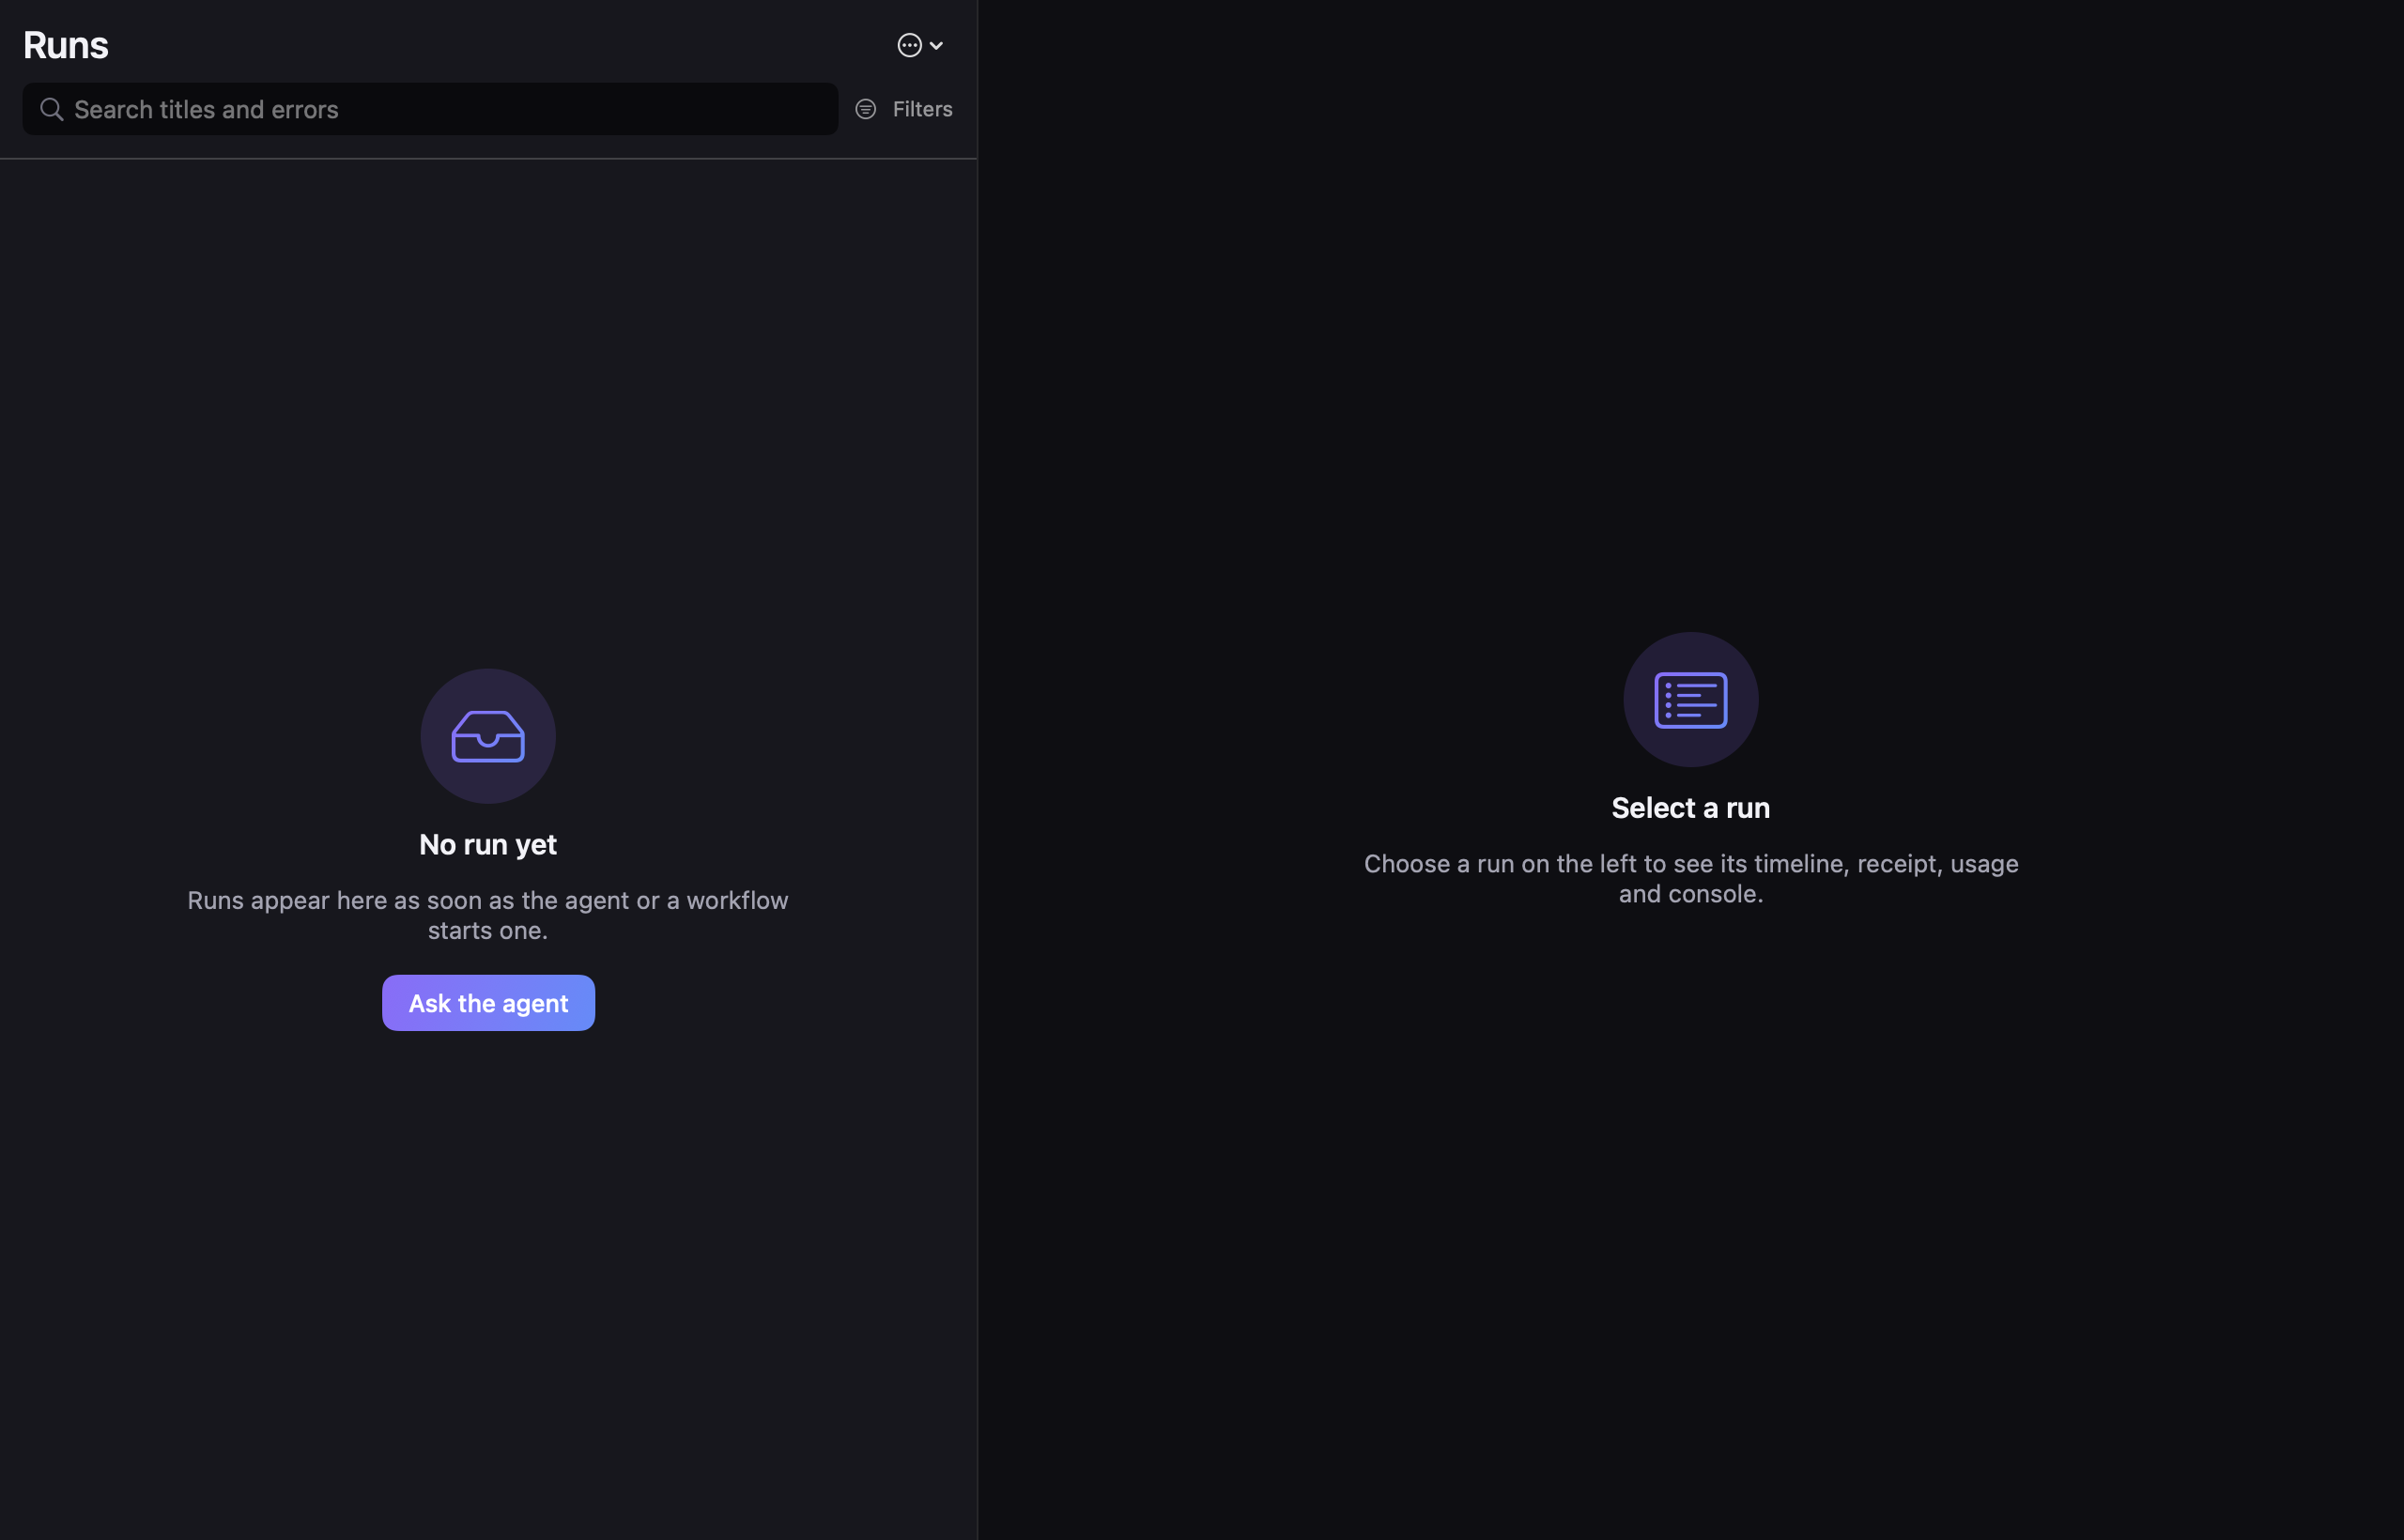 Runs
Search titles and errors
Filters
No run yet
Runs appear here as soon as the agent or a workflow
starts one.
Ask the agent
Select a run
Choose a run on the left to see its timeline, receipt, usage
and console.